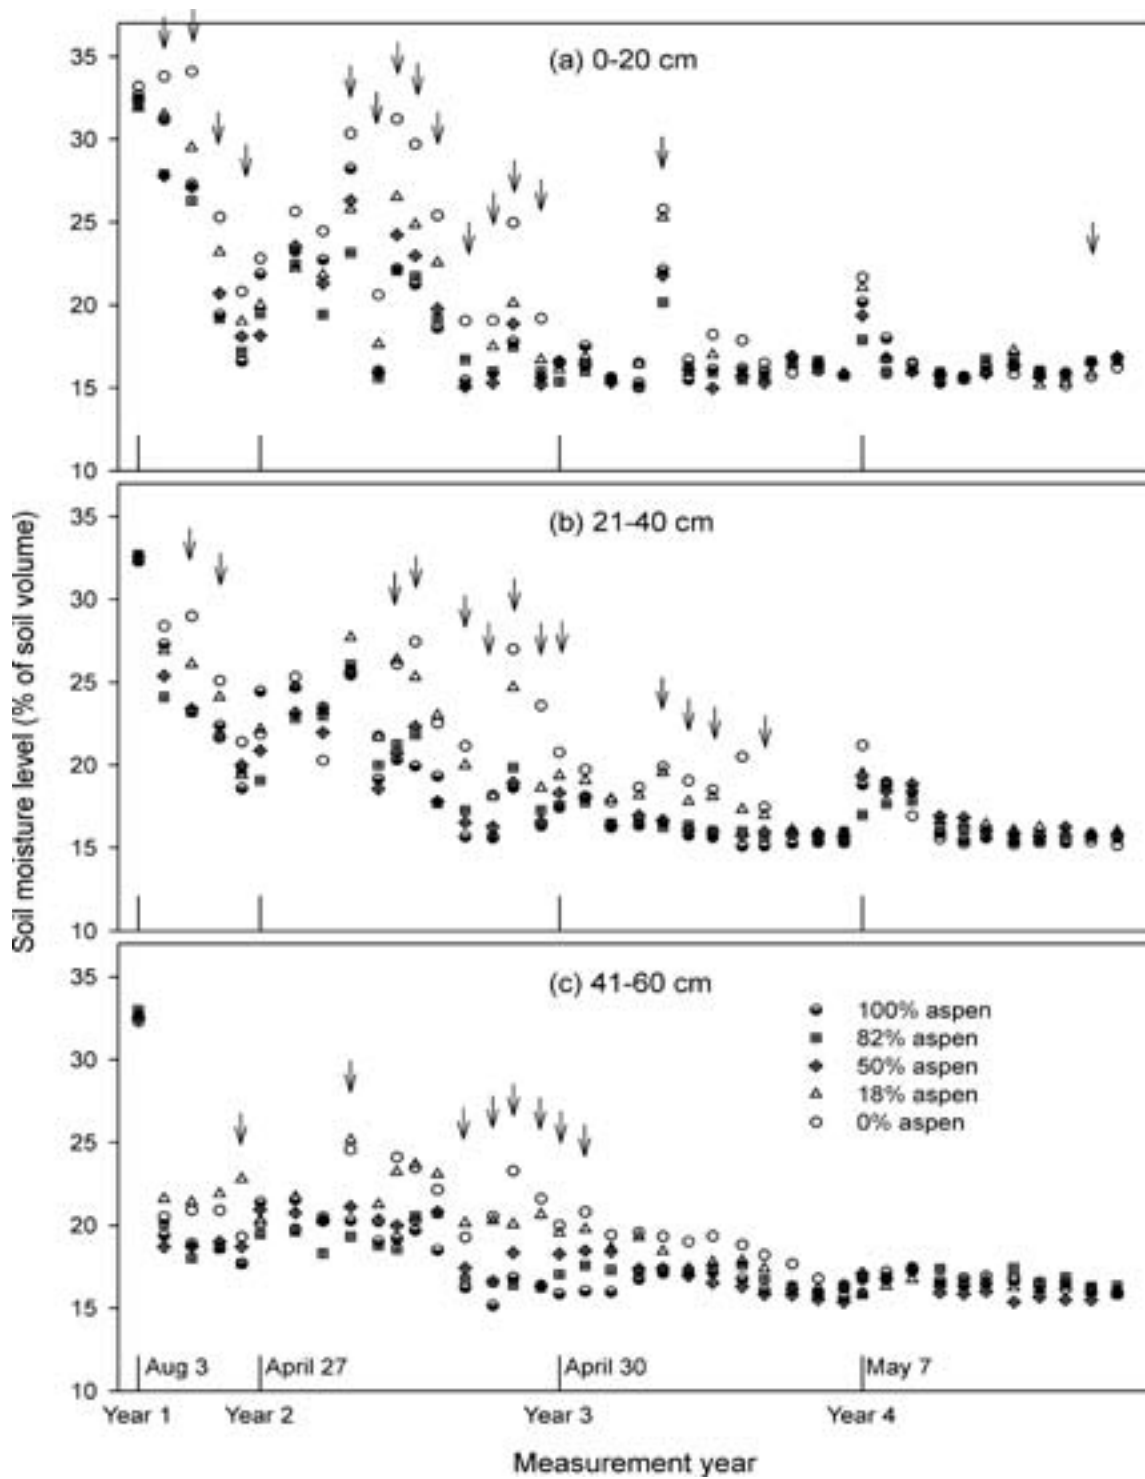 (a) 0-20 cm
35
30
25
20
15
10
(b) 21-40 cm
35
30
25
20
15
10
Soil moisture level (% of soil volume)
(c) 41-60 cm
35
30
25
20
15
10
100% aspen
82% aspen
50% aspen
18% aspen
0% aspen
Aug 3 April 27 April 30 May 7
Year 1 Year 2 Year 3 Year 4
Measurement year